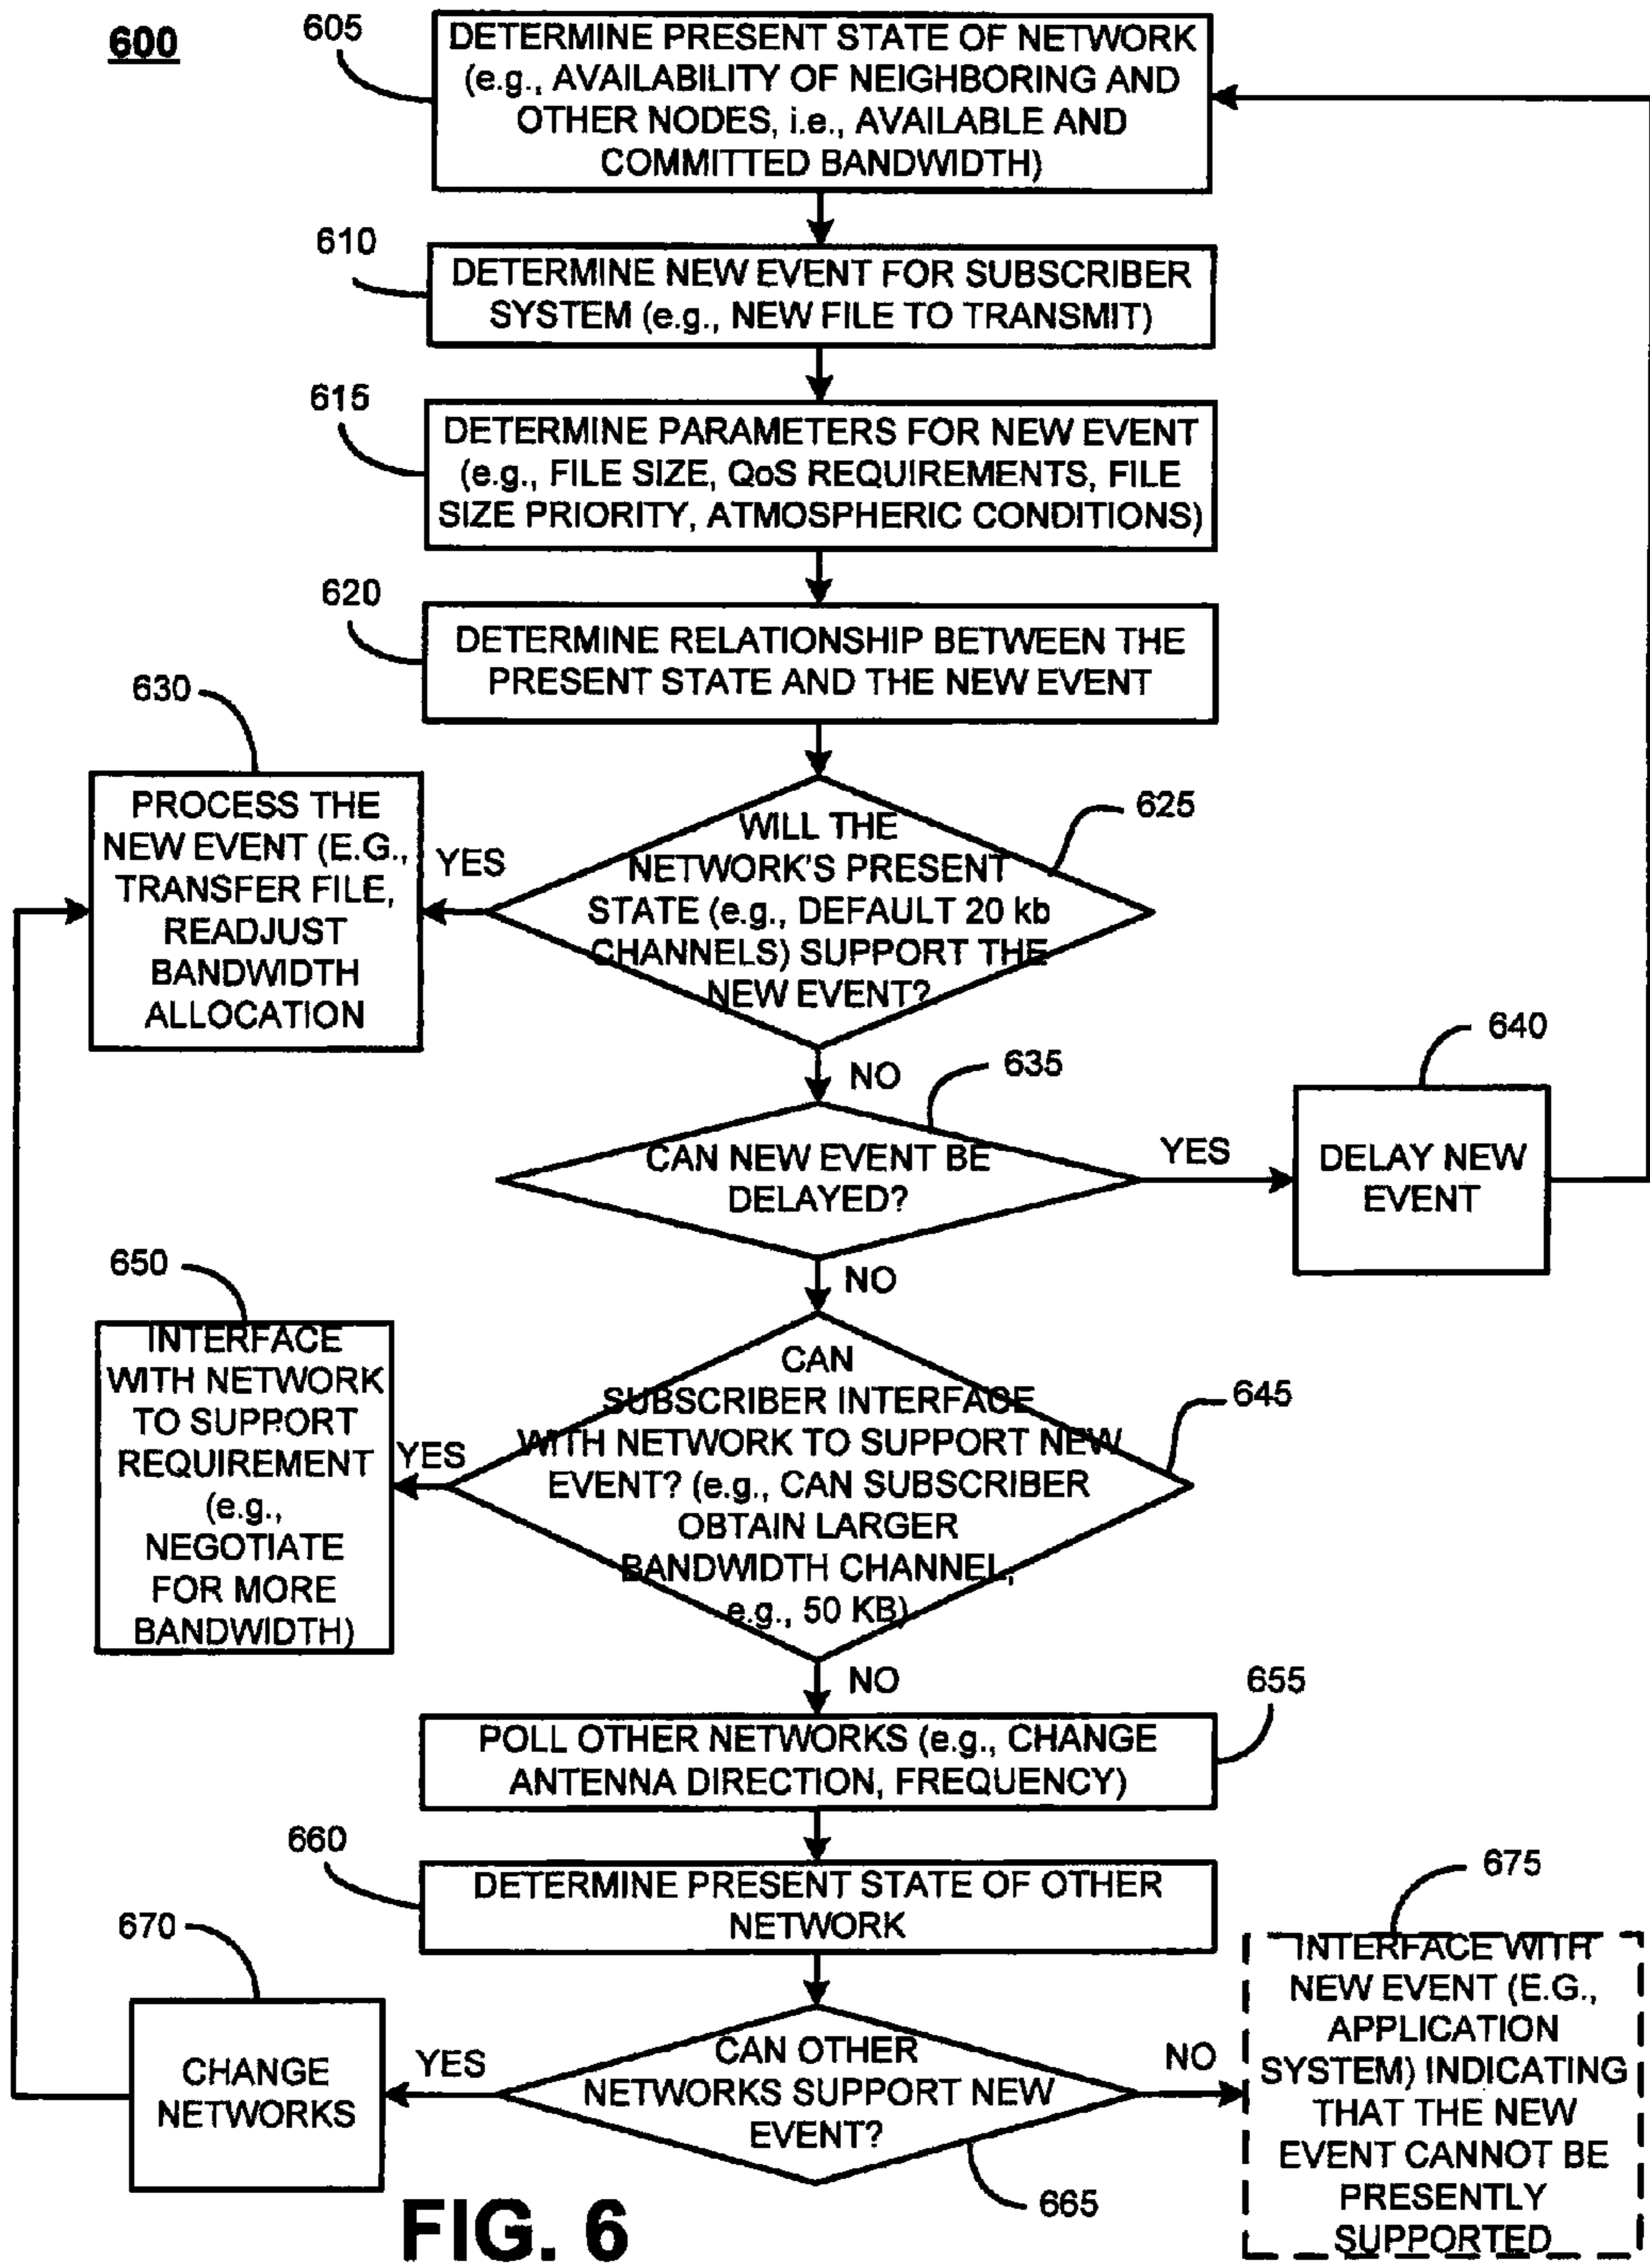 600
605
DETERMINE PRESENT STATE OF NETWORK
(e.g., AVAILABILITY OF NEIGHBORING AND
OTHER NODES, i.e., AVAILABLE AND
COMMITTED BANDWIDTH)
610
DETERMINE NEW EVENT FOR SUBSCRIBER
SYSTEM (e.g., NEW FILE TO TRANSMIT)
615
DETERMINE PARAMETERS FOR NEW EVENT
(e.g., FILE SIZE, QoS REQUIREMENTS, FILE
SIZE PRIORITY, ATMOSPHERIC CONDITIONS)
620
DETERMINE RELATIONSHIP BETWEEN THE
PRESENT STATE AND THE NEW EVENT
630
PROCESS THE
NEW EVENT (E.G.,
TRANSFER FILE,
READJUST
BANDWIDTH
ALLOCATION
YES
625
WILL THE
NETWORK'S PRESENT
STATE (e.g., DEFAULT 20 kb
CHANNELS) SUPPORT THE
NEW EVENT?
NO
635
CAN NEW EVENT BE
DELAYED?
YES
640
DELAY NEW
EVENT
NO
650
INTERFACE
WITH NETWORK
TO SUPPORT
REQUIREMENT
(e.g.,
NEGOTIATE
FOR MORE
BANDWIDTH)
YES
645
CAN
SUBSCRIBER INTERFACE
WITH NETWORK TO SUPPORT NEW
EVENT? (e.g., CAN SUBSCRIBER
OBTAIN LARGER
BANDWIDTH CHANNEL,
e.g., 50 KB)
NO
655
POLL OTHER NETWORKS (e.g., CHANGE
ANTENNA DIRECTION, FREQUENCY)
660
DETERMINE PRESENT STATE OF OTHER
NETWORK
670
CHANGE
NETWORKS
YES
CAN OTHER
NETWORKS SUPPORT NEW
EVENT?
665
NO
675
INTERFACE WITH
NEW EVENT (E.G.,
APPLICATION
SYSTEM) INDICATING
THAT THE NEW
EVENT CANNOT BE
PRESENTLY
SUPPORTED
FIG. 6